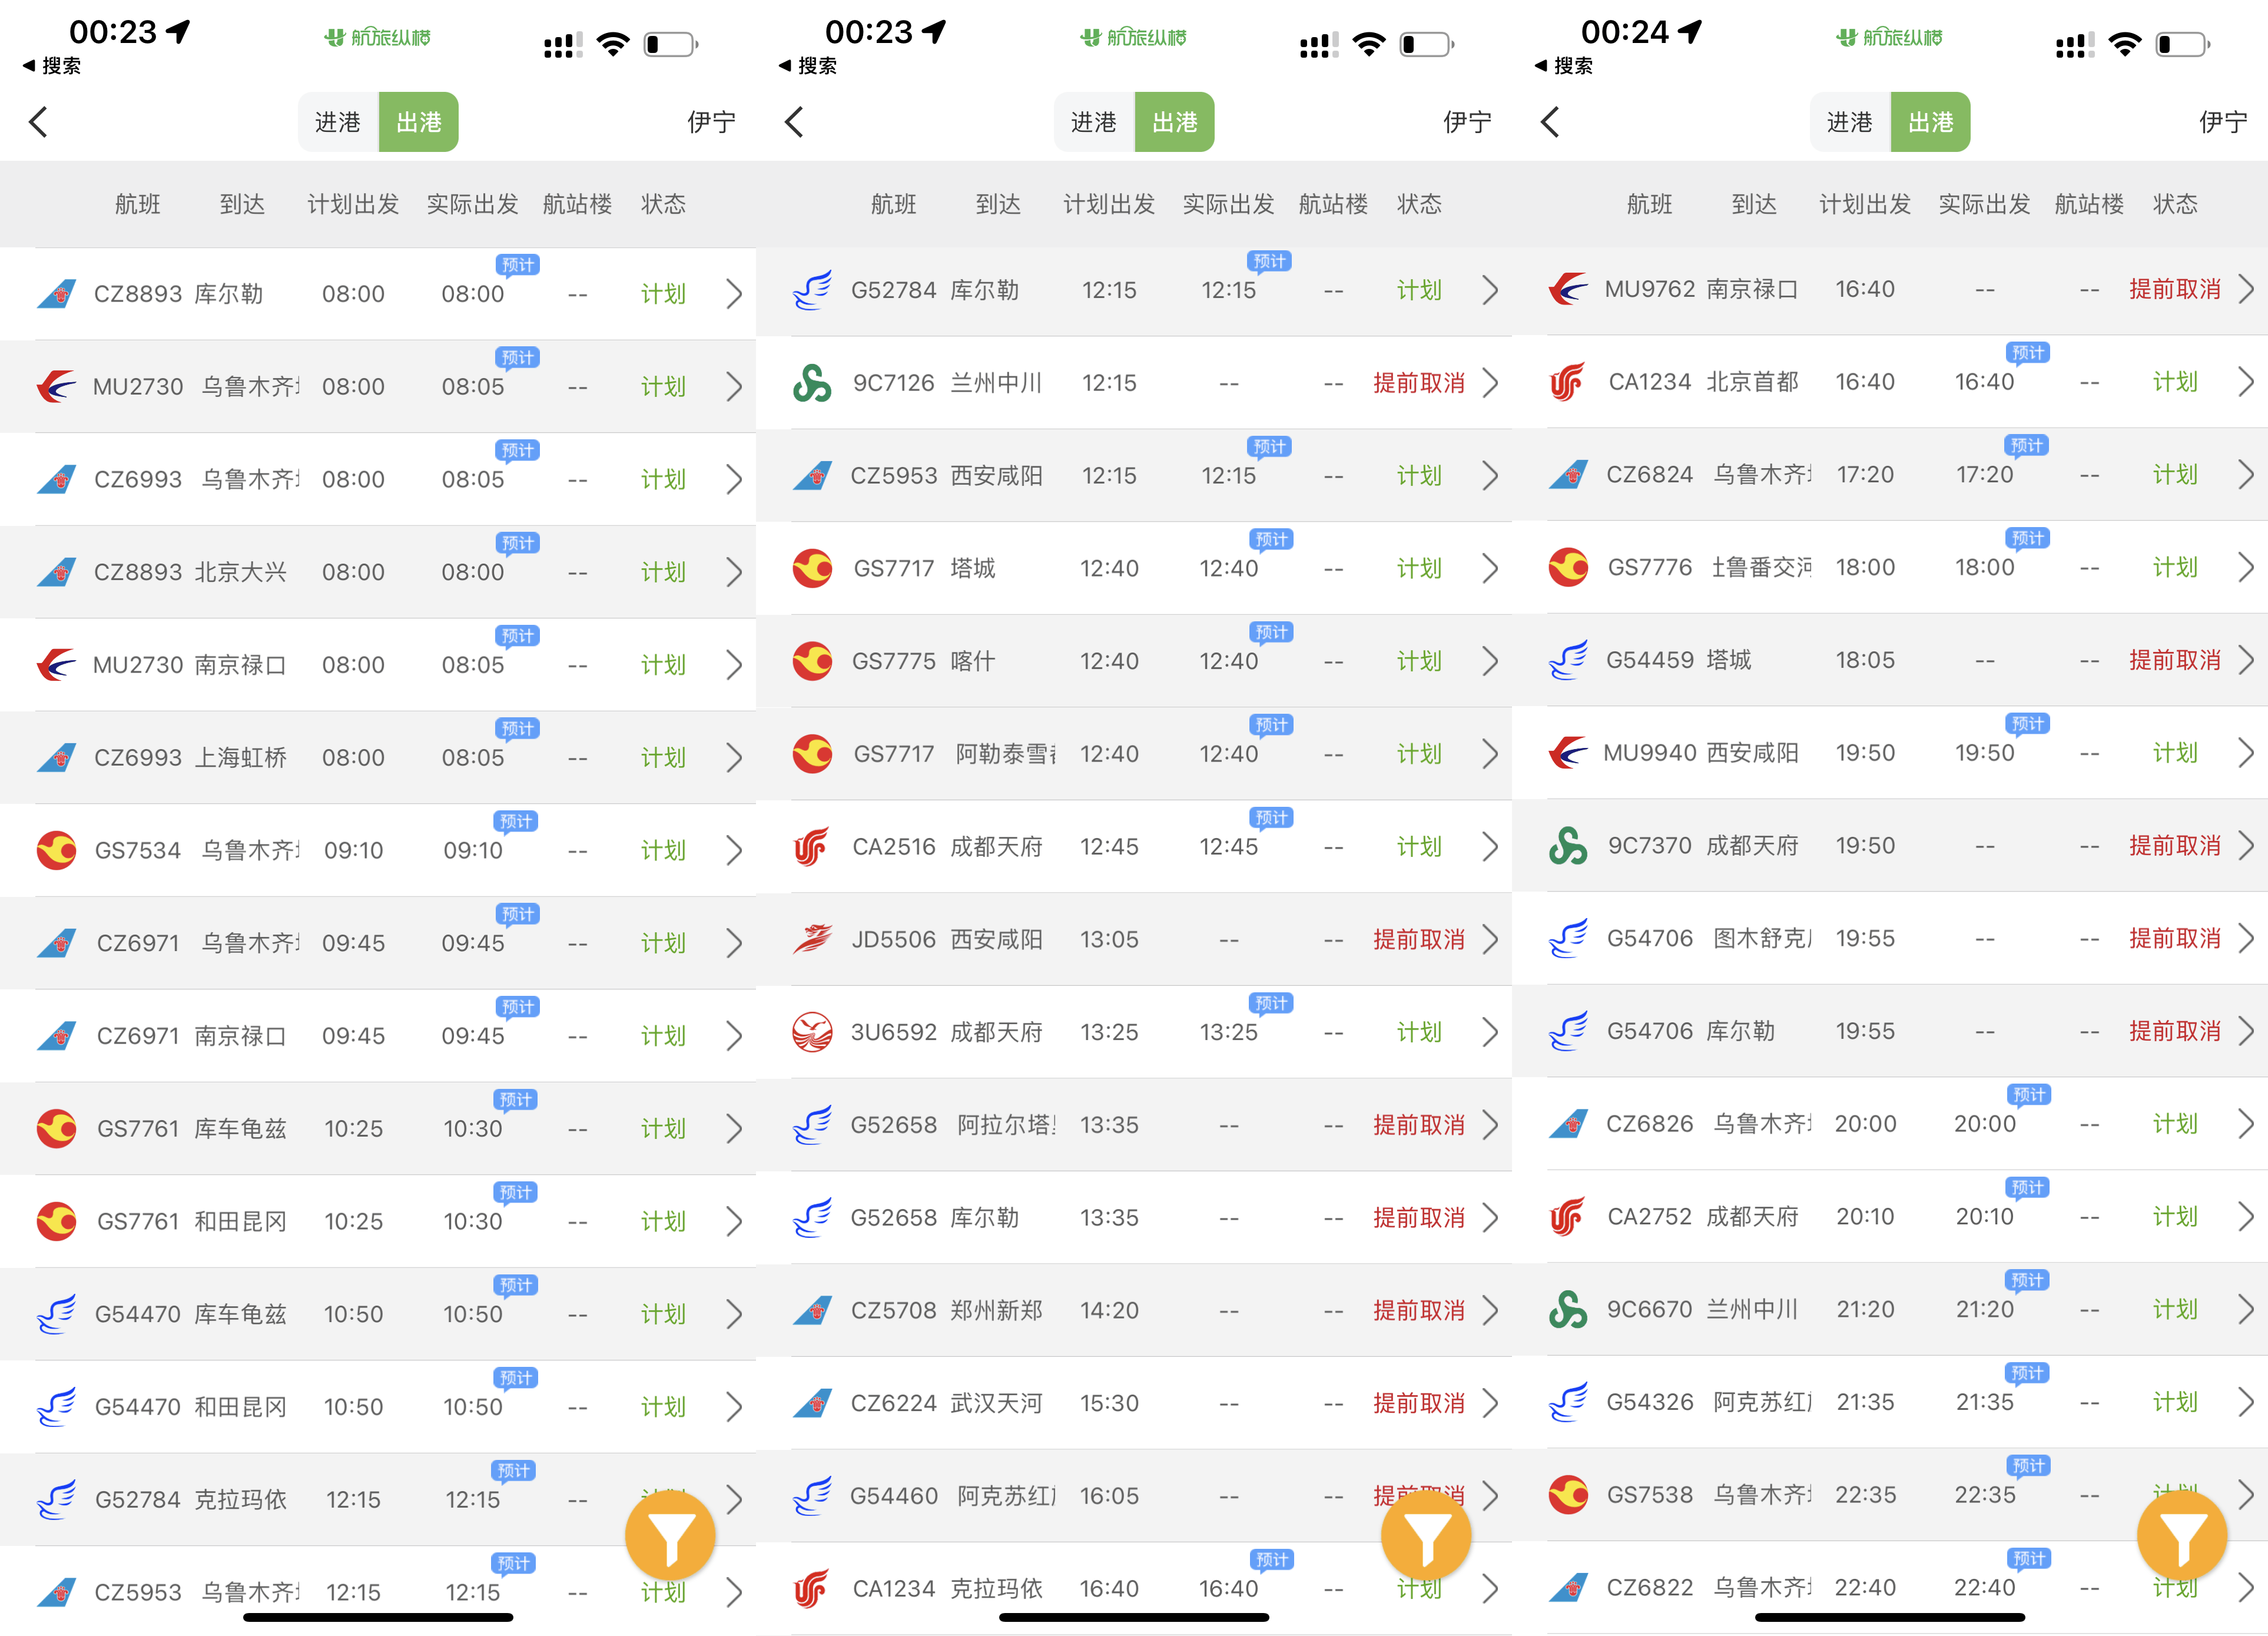 00:23
航旅纵横
搜索
进港 出港 伊宁
航班 到达 计划出发 实际出发 航站楼 状态
预计
CZ8893 库尔勒 08:00 08:00 -- 计划
预计
MU2730 乌鲁木齐 08:00 08:05 -- 计划
预计
CZ6993 乌鲁木齐 08:00 08:05 -- 计划
预计
CZ8893 北京大兴 08:00 08:00 -- 计划
预计
MU2730 南京禄口 08:00 08:05 -- 计划
预计
CZ6993 上海虹桥 08:00 08:05 -- 计划
预计
GS7534 乌鲁木齐 09:10 09:10 -- 计划
预计
CZ6971 乌鲁木齐 09:45 09:45 -- 计划
预计
CZ6971 南京禄口 09:45 09:45 -- 计划
预计
GS7761 库车龟兹 10:25 10:30 -- 计划
预计
GS7761 和田昆冈 10:25 10:30 -- 计划
预计
G54470 库车龟兹 10:50 10:50 -- 计划
预计
G54470 和田昆冈 10:50 10:50 -- 计划
预计
G52784 克拉玛依 12:15 12:15 --
预计
CZ5953 乌鲁木齐 12:15 12:15 -- 计划
00:23
航旅纵横
搜索
进港 出港 伊宁
航班 到达 计划出发 实际出发 航站楼 状态
预计
G52784 库尔勒 12:15 12:15 -- 计划
9C7126 兰州中川 12:15 -- -- 提前取消
预计
CZ5953 西安咸阳 12:15 12:15 -- 计划
预计
GS7717 塔城 12:40 12:40 -- 计划
预计
GS7775 喀什 12:40 12:40 -- 计划
预计
GS7717 阿勒泰雪 12:40 12:40 -- 计划
预计
CA2516 成都天府 12:45 12:45 -- 计划
JD5506 西安咸阳 13:05 -- -- 提前取消
预计
3U6592 成都天府 13:25 13:25 -- 计划
G52658 阿拉尔塔 13:35 -- -- 提前取消
G52658 库尔勒 13:35 -- -- 提前取消
CZ5708 郑州新郑 14:20 -- -- 提前取消
CZ6224 武汉天河 15:30 -- -- 提前取消
G54460 阿克苏红 16:05 -- -- 提前取消
预计
CA1234 克拉玛依 16:40 16:40 -- 计划
00:24
航旅纵横
搜索
进港 出港 伊宁
航班 到达 计划出发 实际出发 航站楼 状态
MU9762 南京禄口 16:40 -- -- 提前取消
预计
CA1234 北京首都 16:40 16:40 -- 计划
预计
CZ6824 乌鲁木齐 17:20 17:20 -- 计划
预计
GS7776 鲁番交 18:00 18:00 -- 计划
G54459 塔城 18:05 -- -- 提前取消
预计
MU9940 西安咸阳 19:50 19:50 -- 计划
9C7370 成都天府 19:50 -- -- 提前取消
G54706 图木舒克 19:55 -- -- 提前取消
G54706 库尔勒 19:55 -- -- 提前取消
预计
CZ6826 乌鲁木齐 20:00 20:00 -- 计划
预计
CA2752 成都天府 20:10 20:10 -- 计划
预计
9C6670 兰州中川 21:20 21:20 -- 计划
预计
G54326 阿克苏红 21:35 21:35 -- 计划
预计
GS7538 乌鲁木齐 22:35 22:35 --
预计
CZ6822 乌鲁木齐 22:40 22:40 -- 计划